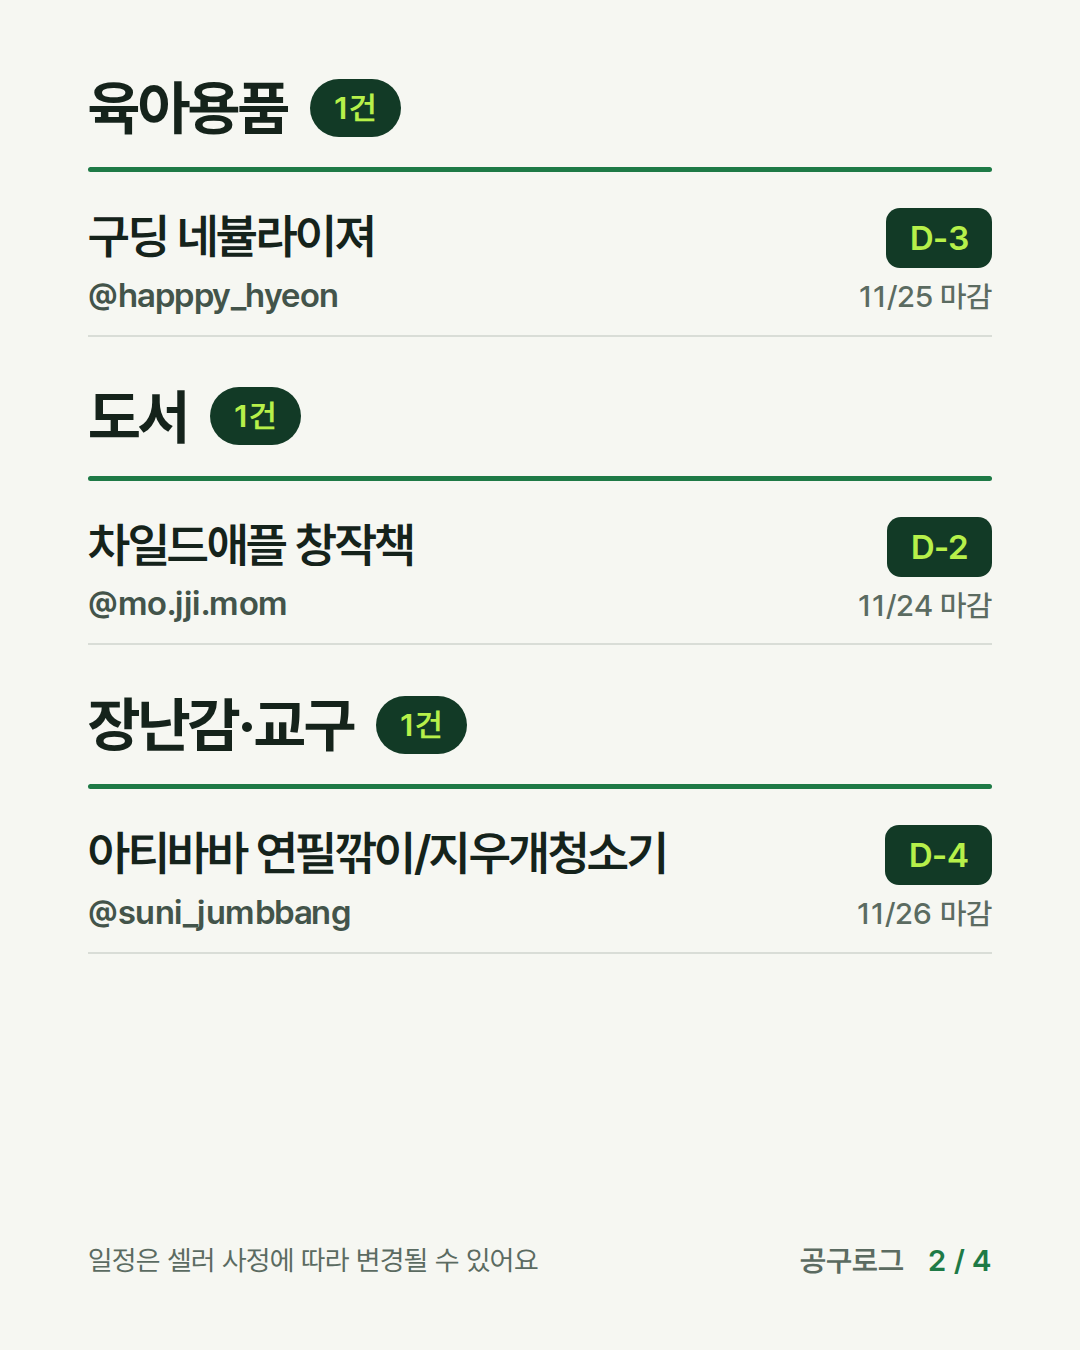 육아용품 1건
구딩 네뷸라이져 D-3
@happpy_hyeon 11/25 마감
도서 1건
차일드애플 창작책 D-2
@mo.jji.mom 11/24 마감
장난감·교구 1건
아티바바 연필깎이/지우개청소기 D-4
@suni_jumbbang 11/26 마감
일정은 셀러 사정에 따라 변경될 수 있어요 공구로그 2 / 4